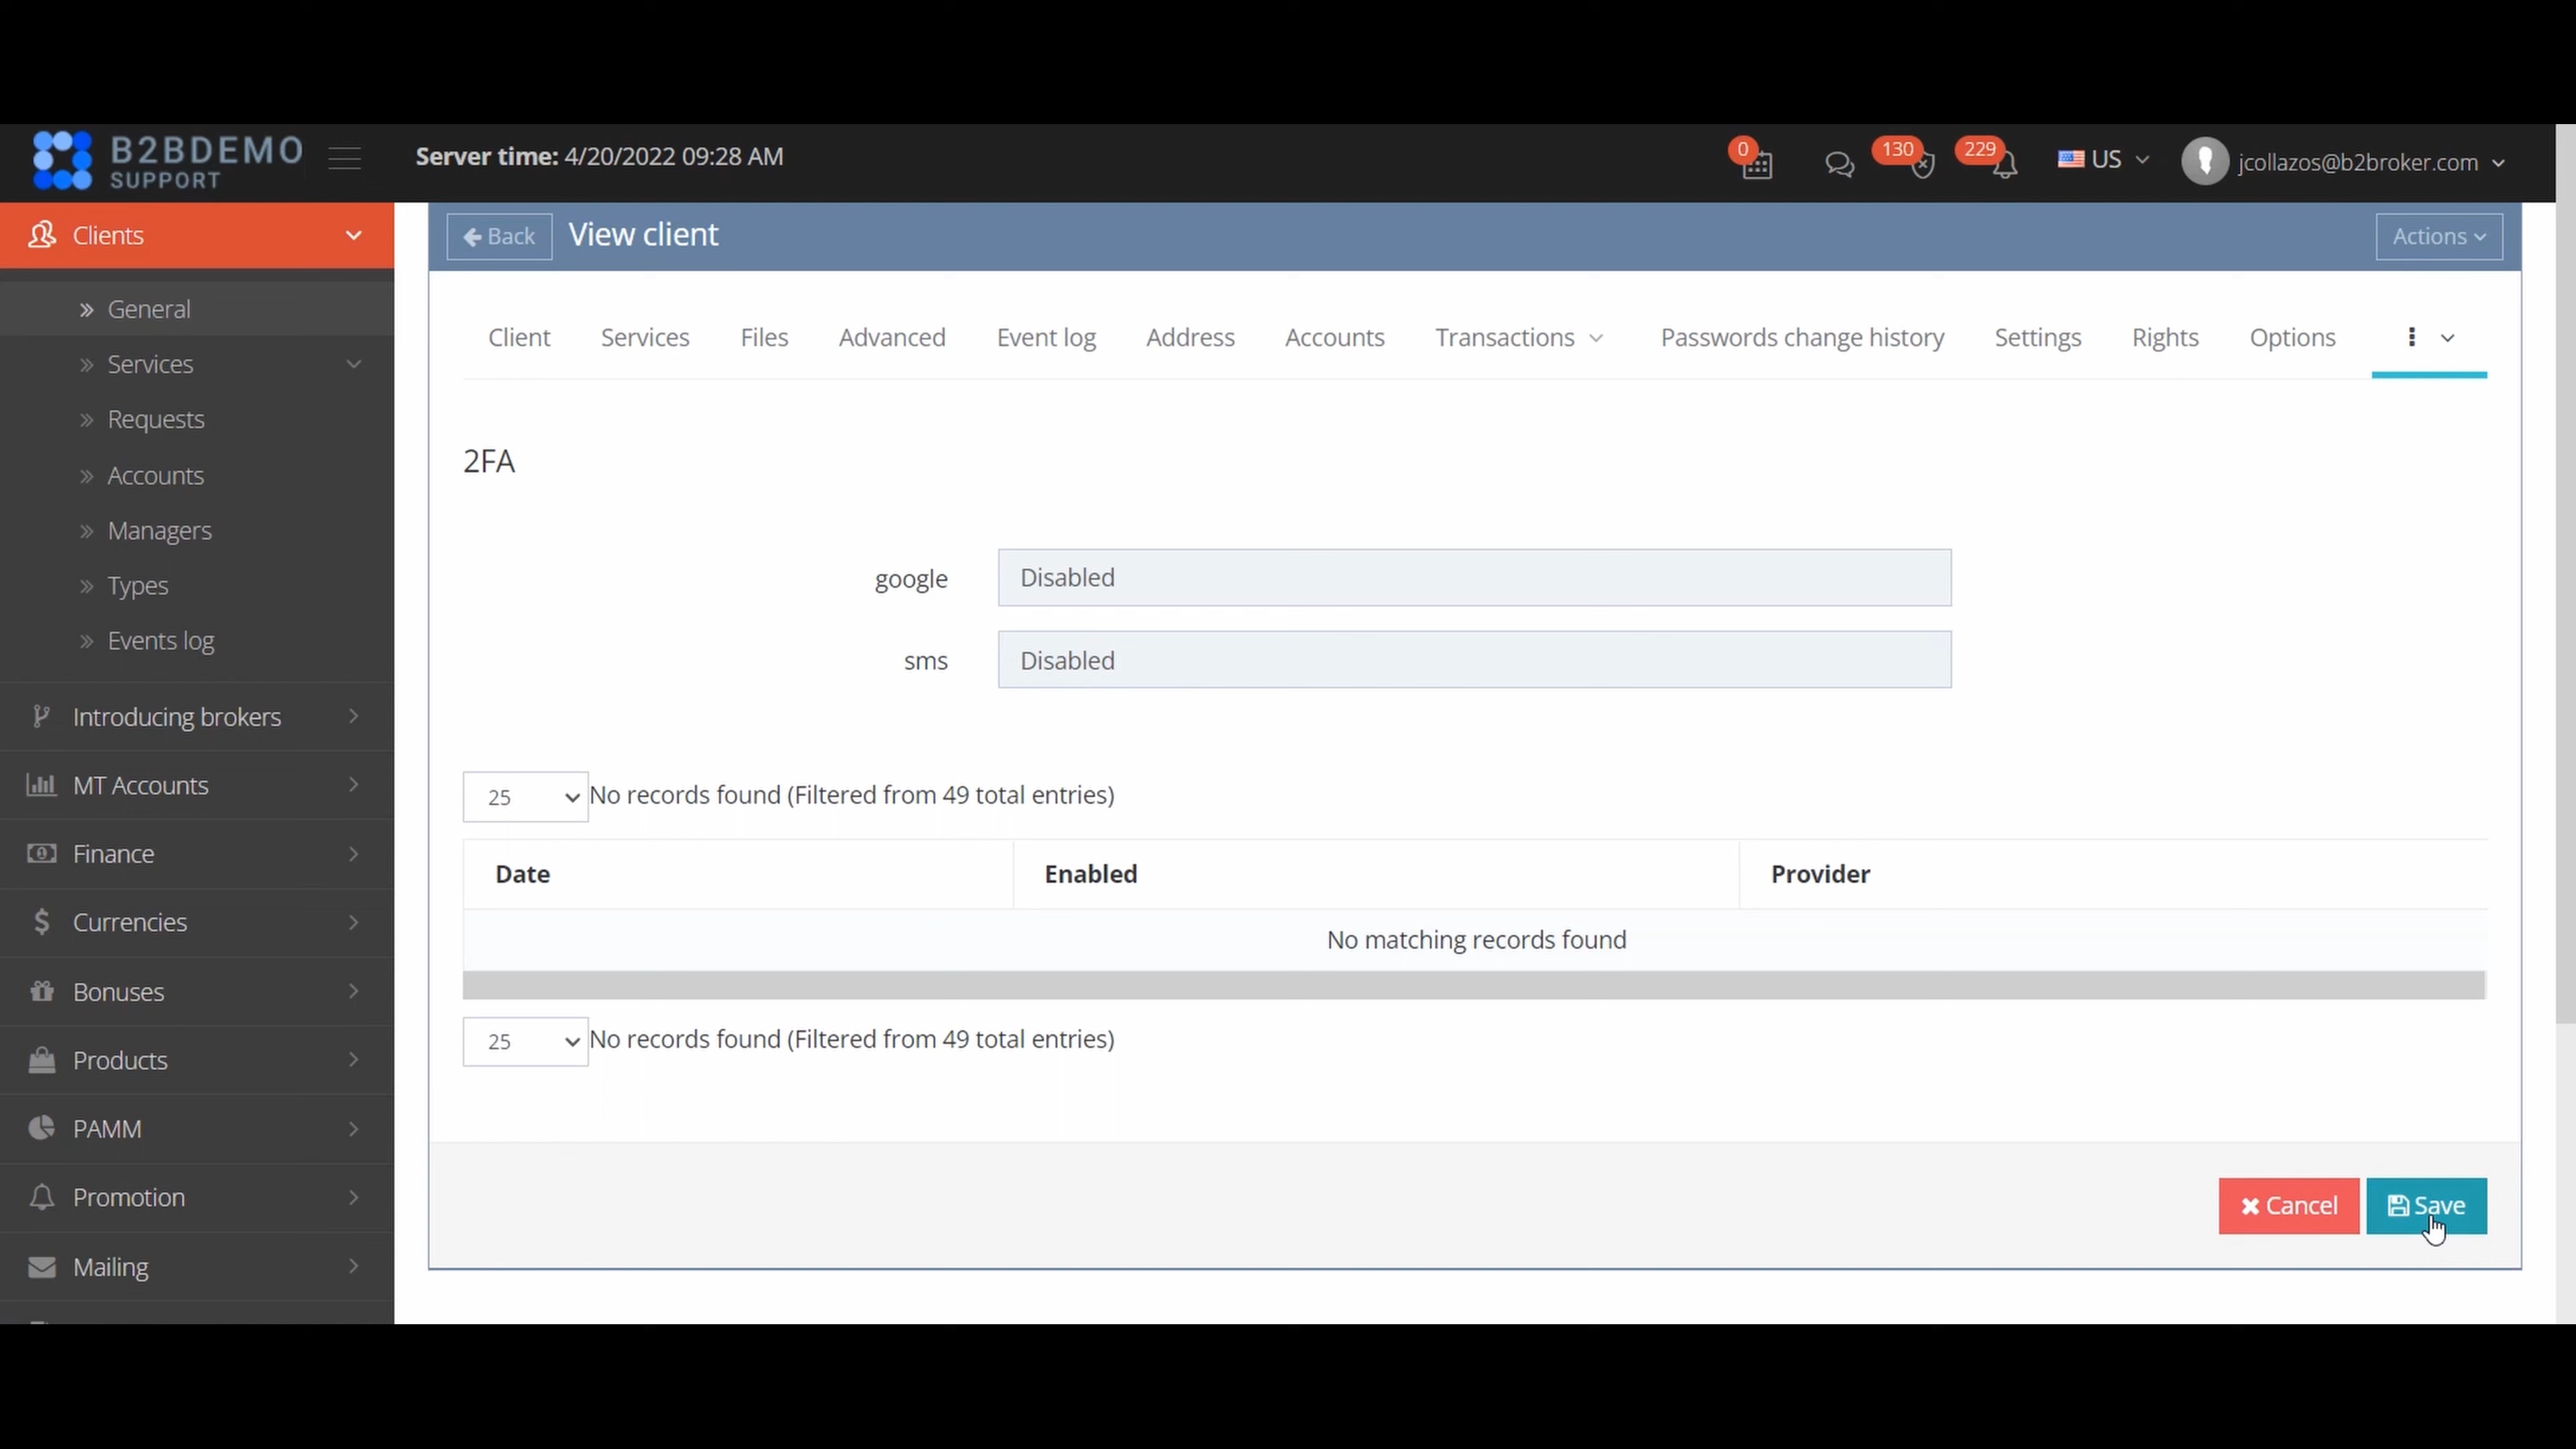 B2BDEMO
SUPPORT
Server time: 4/20/2022 09:28 AM
0
130
229
US
jcollazos@b2broker.com
Clients
General
Services
Requests
Accounts
Managers
Types
Events log
Introducing brokers
MT Accounts
Finance
Currencies
Bonuses
Products
PAMM
Promotion
Mailing
Back
View client
Actions
Client Services Files Advanced Event log Address Accounts Transactions Passwords change history Settings Rights Options
2FA
google Disabled
sms Disabled
25 No records found (Filtered from 49 total entries)
Date Enabled Provider
No matching records found
25 No records found (Filtered from 49 total entries)
Cancel Save